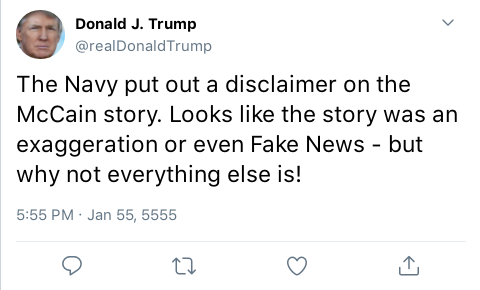 Donald J. Trump
@realDonaldTrump
The Navy put out a disclaimer on the
McCain story. Looks like the story was an
exaggeration or even Fake News - but
why not everything else is!
5:55 PM · Jan 55, 5555